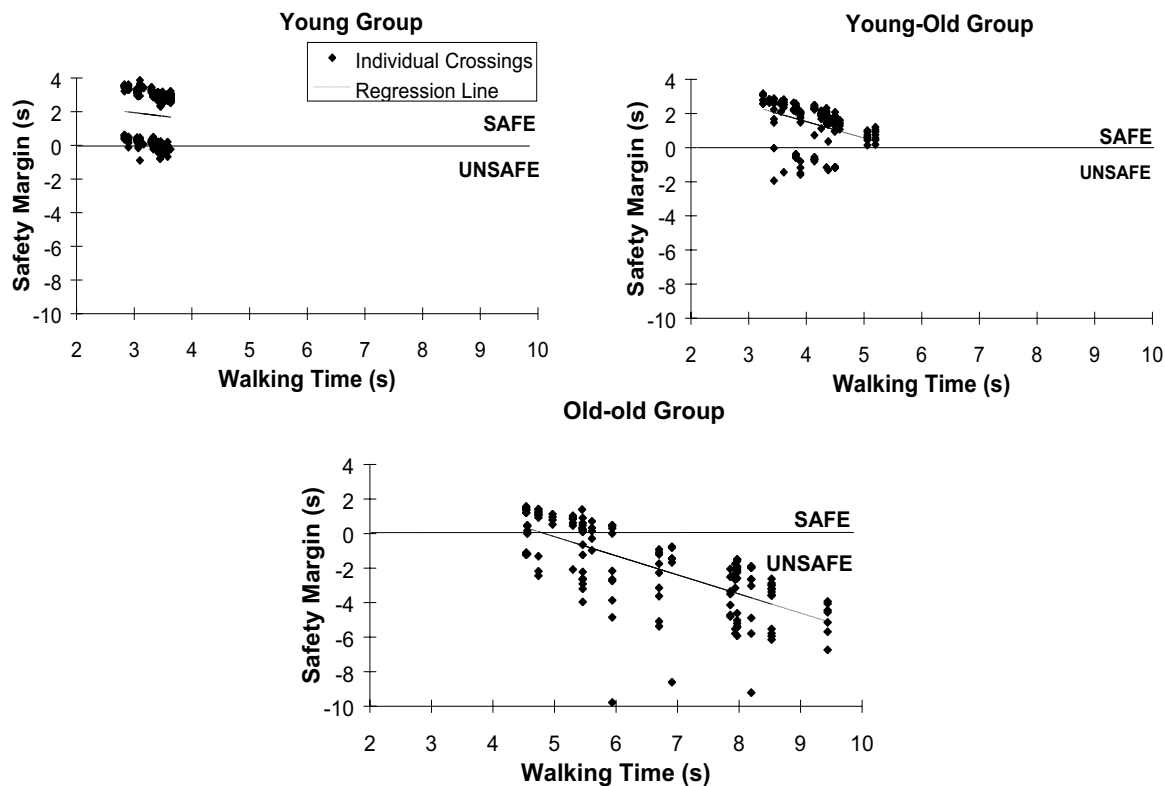 Young Group
Individual Crossings
Regression Line
4
2
0
-2
-4
-6
-8
-10
Safety Margin (s)
SAFE
UNSAFE
2 3 4 5 6 7 8 9 10
Walking Time (s)
Young-Old Group
4
2
0
-2
-4
-6
-8
-10
Safety Margin (s)
SAFE
UNSAFE
2 3 4 5 6 7 8 9 10
Walking Time (s)
Old-old Group
4
2
0
-2
-4
-6
-8
-10
Safety Margin (s)
SAFE
UNSAFE
2 3 4 5 6 7 8 9 10
Walking Time (s)